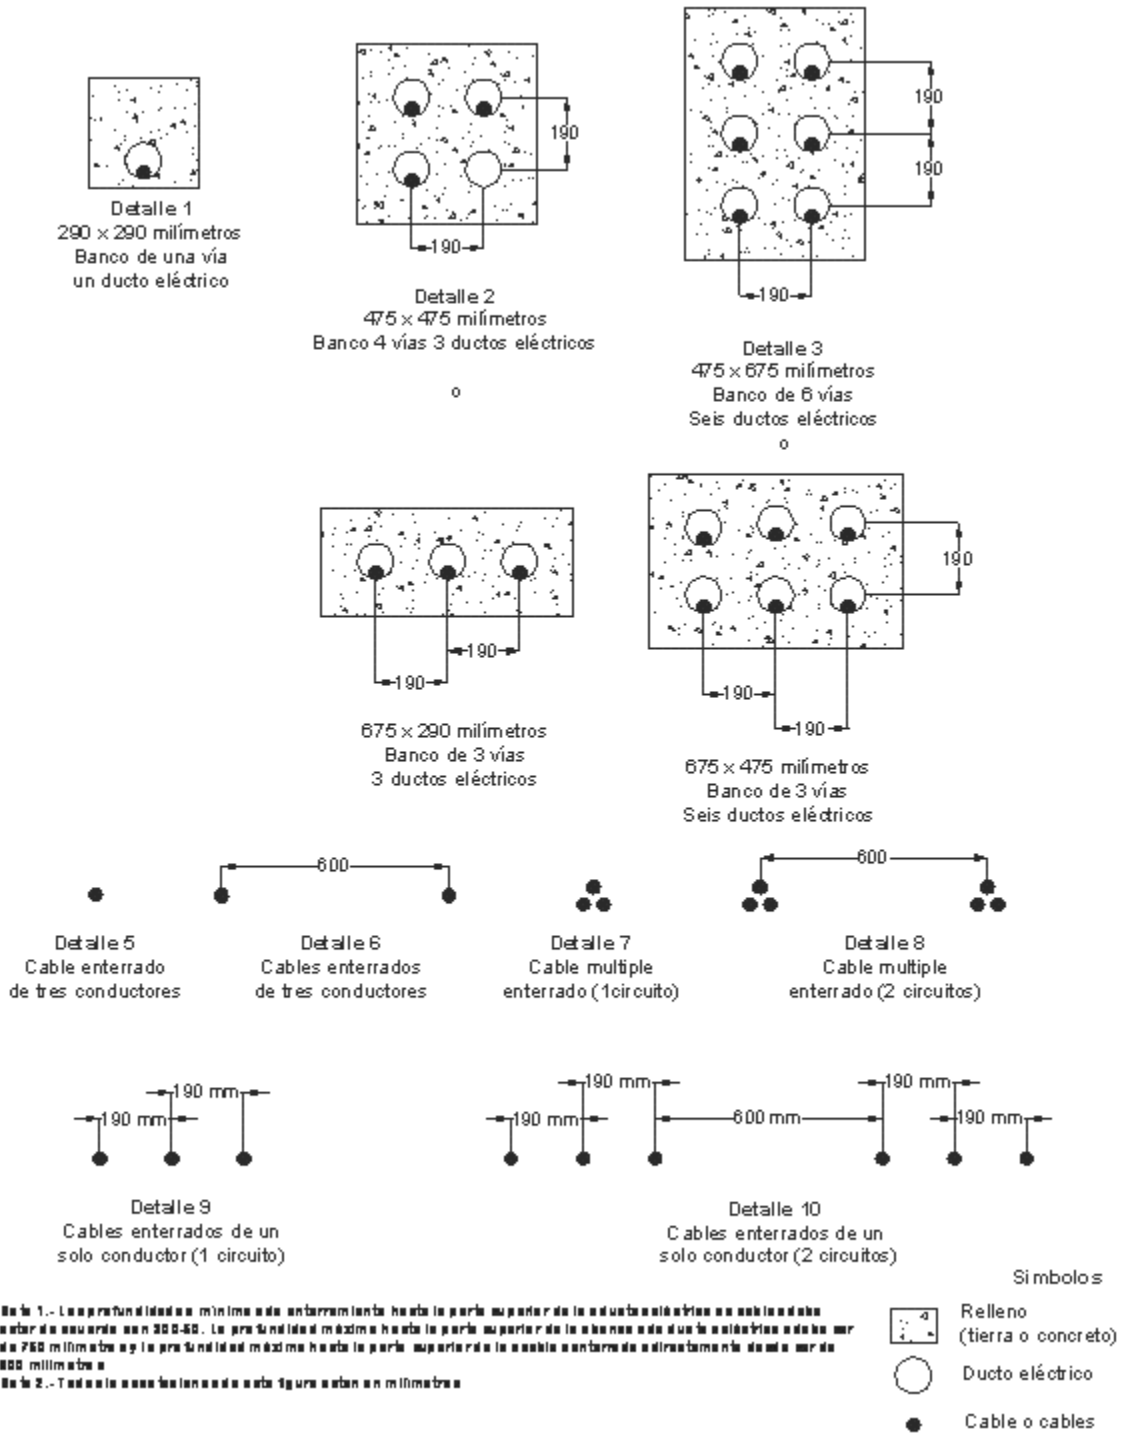 190
190
190
190
190
190
Detalle 1
290 x 290 milímetros
Banco de una vía
un ducto eléctrico
Detalle 2
475 x 475 milímetros
Banco 4 vías 3 ductos eléctricos
o
Detalle 3
475 x 675 milímetros
Banco de 6 vías
Seis ductos eléctricos
o
190
190
675 x 290 milímetros
Banco de 3 vías
3 ductos eléctricos
190
190
190
675 x 475 milímetros
Banco de 3 vías
Seis ductos eléctricos
600
600
Detalle 5
Cable enterrado
de tres conductores
Detalle 6
Cables enterrados
de tres conductores
Detalle 7
Cable multiple
enterrado (1circuito)
Detalle 8
Cable multiple
enterrado (2 circuitos)
190 mm
190 mm
190 mm
190 mm
600 mm
190 mm
190 mm
Detalle 9
Cables enterrados de un
solo conductor (1 circuito)
Detalle 10
Cables enterrados de un
solo conductor (2 circuitos)
Simbolos
Relleno
(tierra o concreto)
Ducto eléctrico
Cable o cables